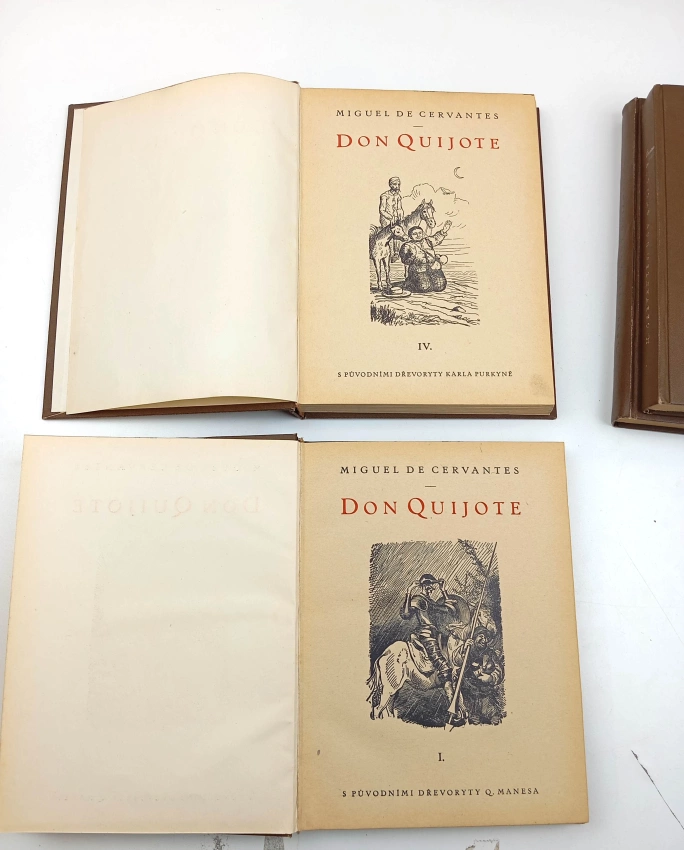 MIGUEL DE CERVANTES
DON QUIJOTE
IV.
S PŮVODNÍMI DŘEVORYTY KARLA PURKYNĚ
MIGUEL DE CERVANTES
DON QUIJOTE
I.
S PŮVODNÍMI DŘEVORYTY Q. MANESA